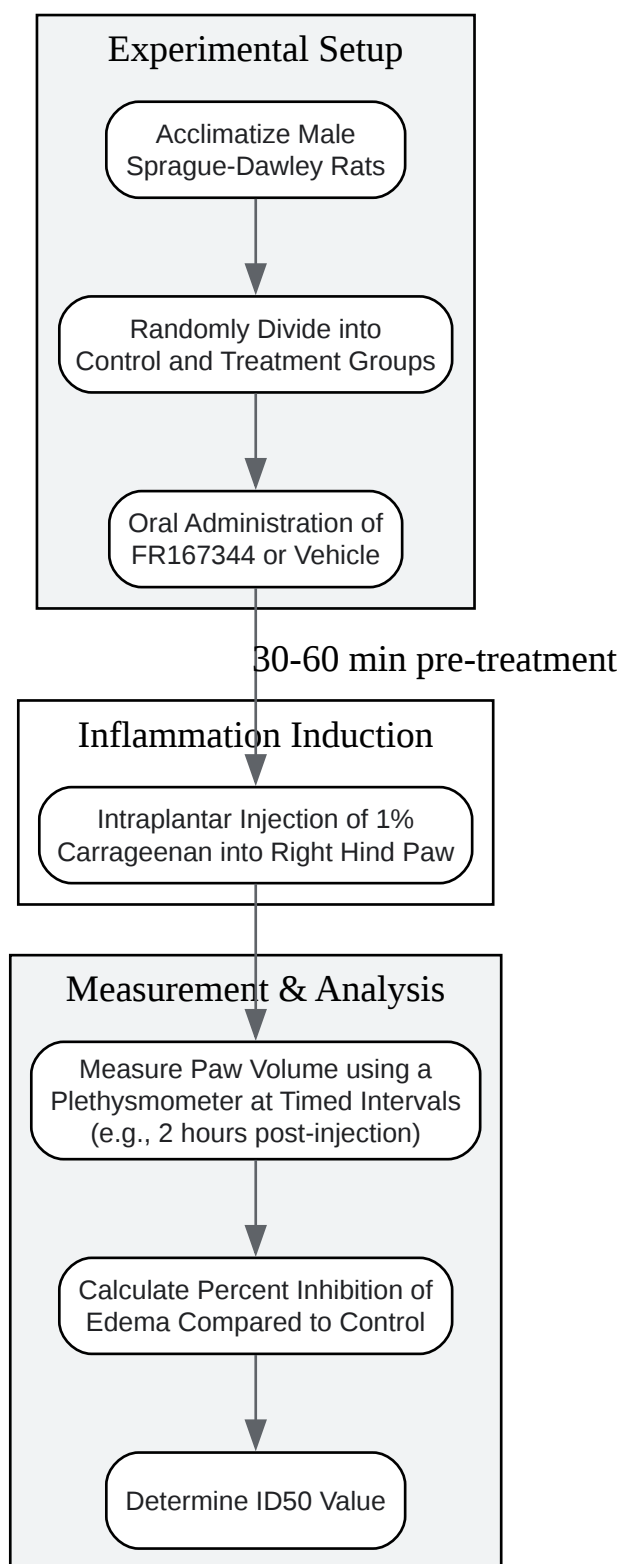 Experimental Setup
Acclimatize Male
Sprague-Dawley Rats
Randomly Divide into
Control and Treatment Groups
Oral Administration of
FR167344 or Vehicle
30-60 min pre-treatment
Inflammation Induction
Intraplantar Injection of 1%
Carrageenan into Right Hind Paw
Measurement & Analysis
Measure Paw Volume using a
Plethysmometer at Timed Intervals
(e.g., 2 hours post-injection)
Calculate Percent Inhibition of
Edema Compared to Control
Determine ID50 Value